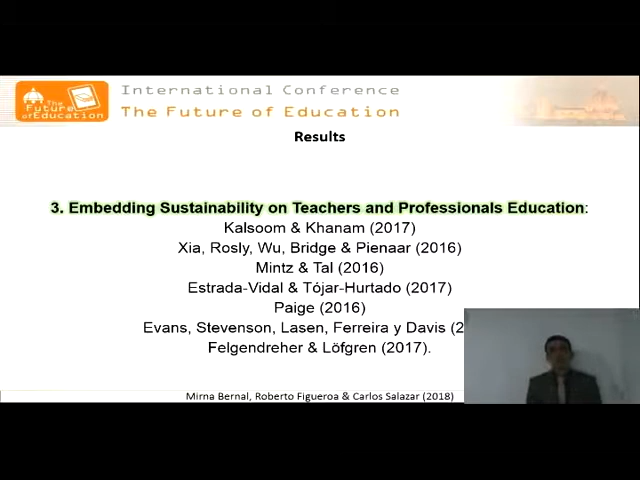 The
Future
of Education
International Conference
The Future of Education
Results
3. Embedding Sustainability on Teachers and Professionals Education:
Kalsoom & Khanam (2017)
Xia, Rosly, Wu, Bridge & Pienaar (2016)
Mintz & Tal (2016)
Estrada-Vidal & Tójar-Hurtado (2017)
Paige (2016)
Evans, Stevenson, Lasen, Ferreira y Davis (2
Felgendreher & Löfgren (2017).
Mirna Bernal, Roberto Figueroa & Carlos Salazar (2018)